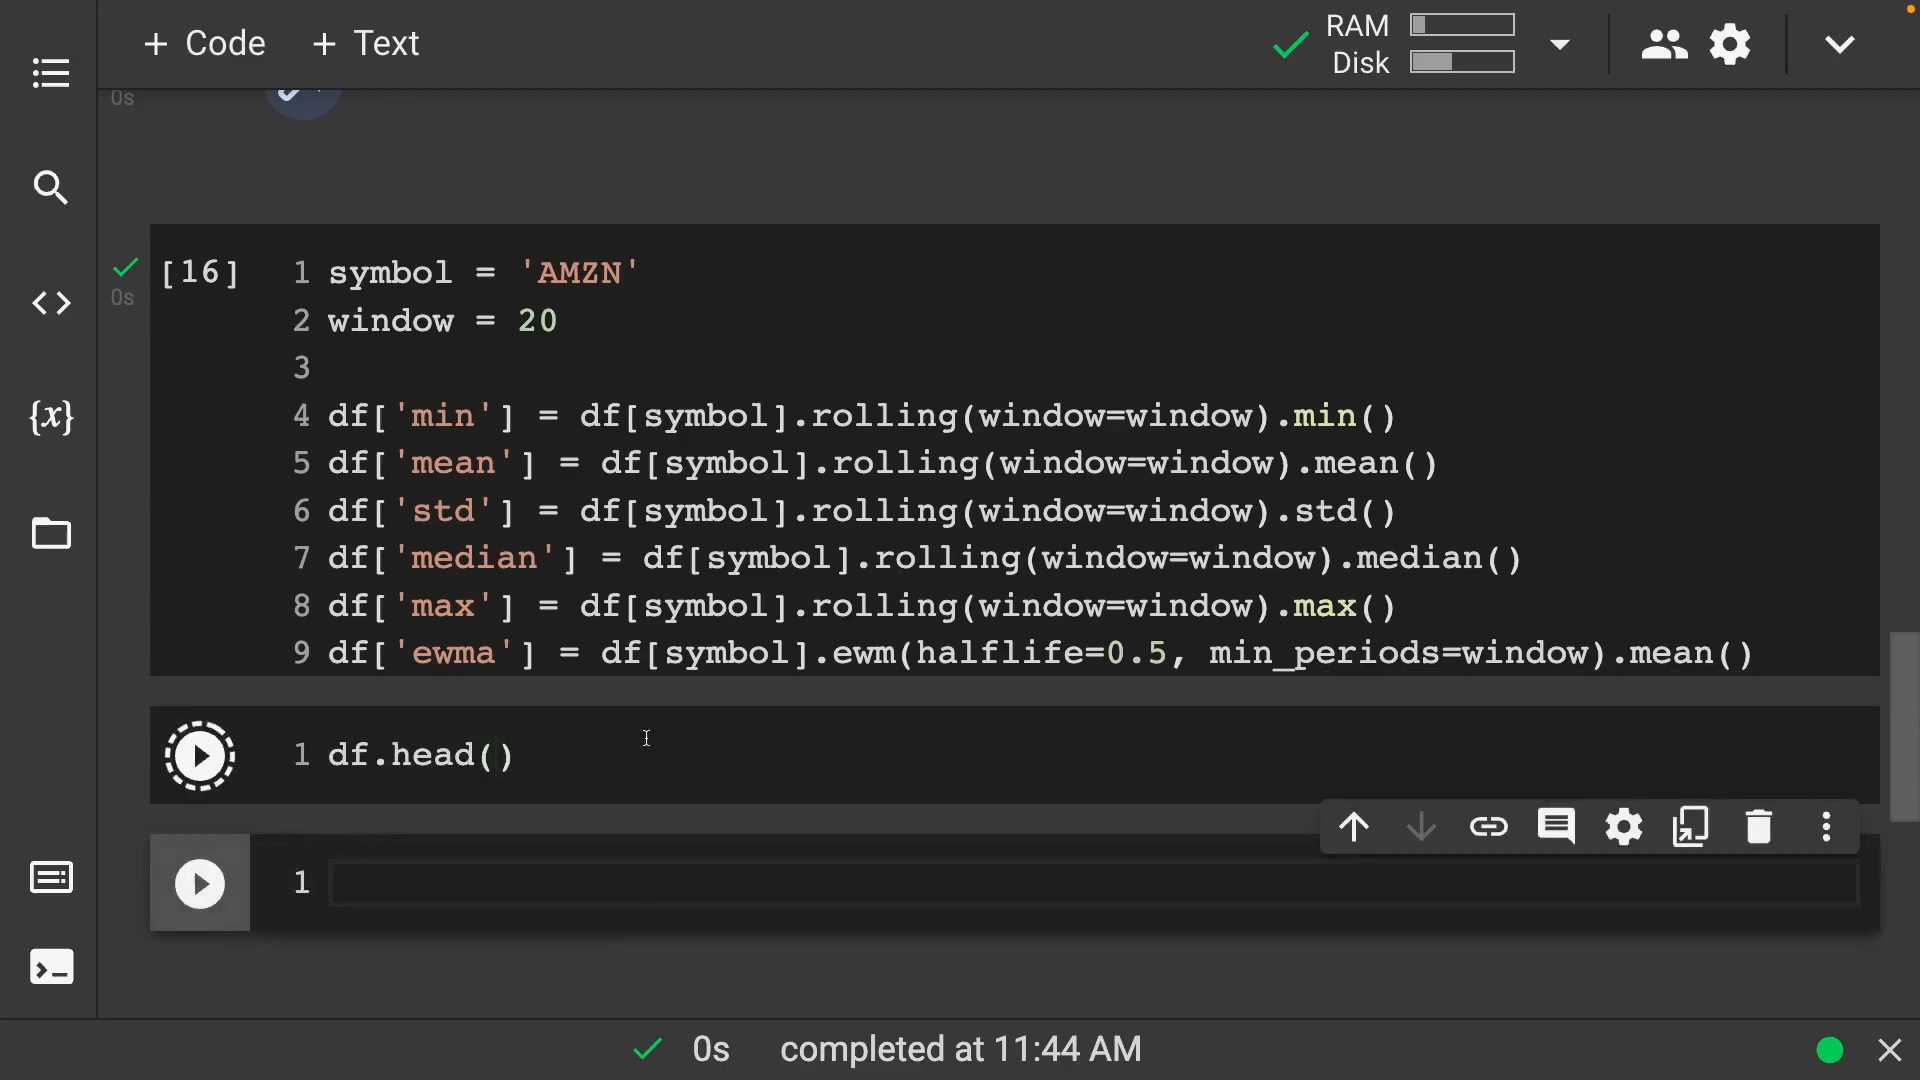 + Code + Text
RAM
Disk
0s
[16]
0s
1 symbol = 'AMZN'
2 window = 20
3
4 df['min'] = df[symbol].rolling(window=window).min()
5 df['mean'] = df[symbol].rolling(window=window).mean()
6 df['std'] = df[symbol].rolling(window=window).std()
7 df['median'] = df[symbol].rolling(window=window).median()
8 df['max'] = df[symbol].rolling(window=window).max()
9 df['ewma'] = df[symbol].ewm(halflife=0.5, min_periods=window).mean()
{x}
1 df.head()
1
0s completed at 11:44 AM